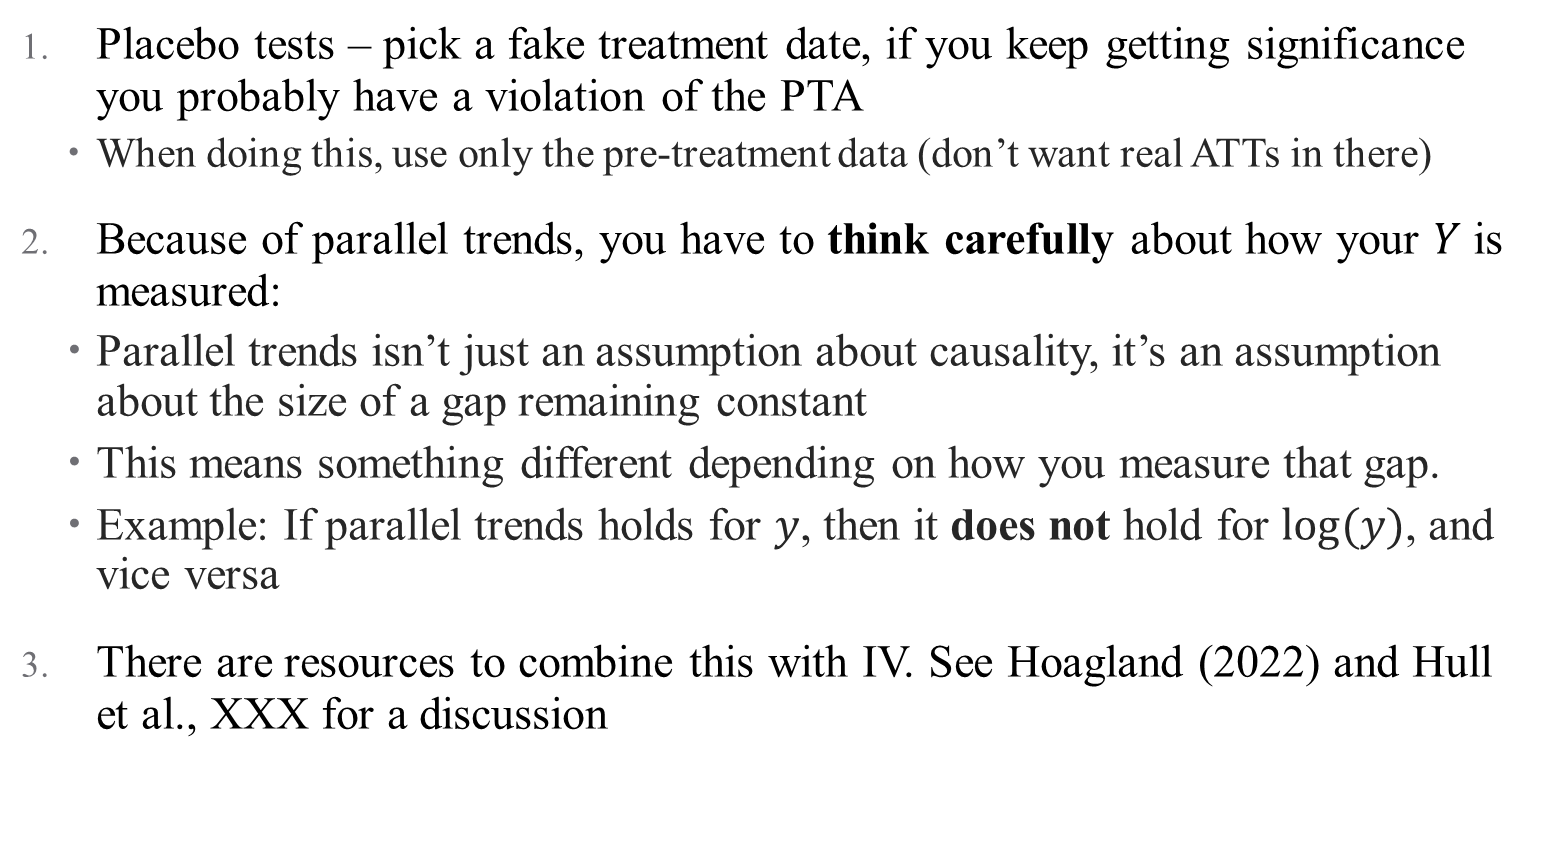 1. Placebo tests – pick a fake treatment date, if you keep getting significance
you probably have a violation of the PTA
• When doing this, use only the pre-treatment data (don’t want real ATTs in there)
2. Because of parallel trends, you have to think carefully about how your Y is
measured:
• Parallel trends isn’t just an assumption about causality, it’s an assumption
about the size of a gap remaining constant
• This means something different depending on how you measure that gap.
• Example: If parallel trends holds for y, then it does not hold for log(y), and
vice versa
3. There are resources to combine this with IV. See Hoagland (2022) and Hull
et al., XXX for a discussion